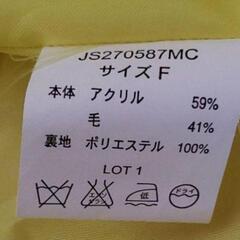 JS270587MC
サイズ F
本体 アクリル 59%
毛 41%
裏地 ポリエステル 100%
LOT 1
低 ドライ